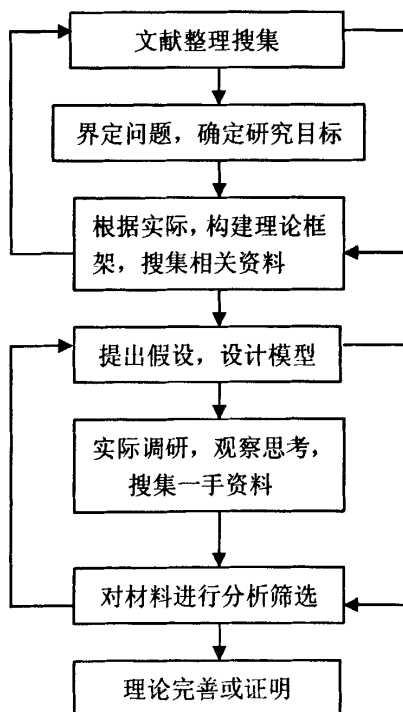 文献整理搜集
界定问题，确定研究目标
根据实际，构建理论框
架，搜集相关资料
提出假设，设计模型
实际调研，观察思考，
搜集一手资料
对材料进行分析筛选
理论完善或证明